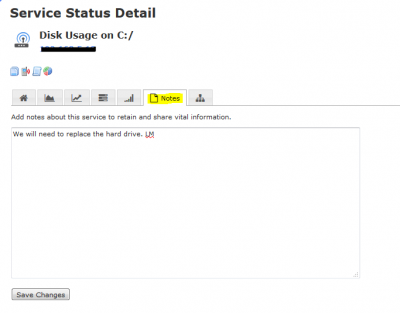 Service Status Detail
Disk Usage on C:/
Notes
Add notes about this service to retain and share vital information.
We will need to replace the hard drive. LM
Save Changes